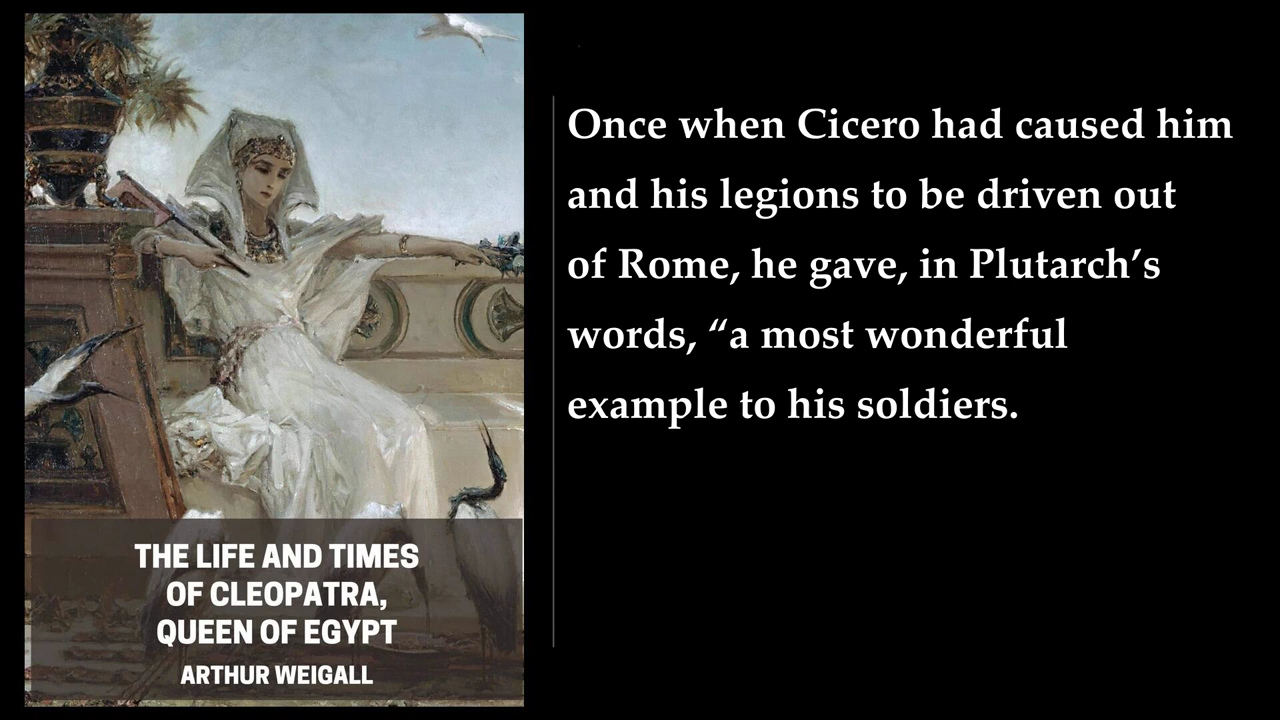 Once when Cicero had caused him
and his legions to be driven out
of Rome, he gave, in Plutarch’s
words, “a most wonderful
example to his soldiers.
THE LIFE AND TIMES
OF CLEOPATRA,
QUEEN OF EGYPT
ARTHUR WEIGALL